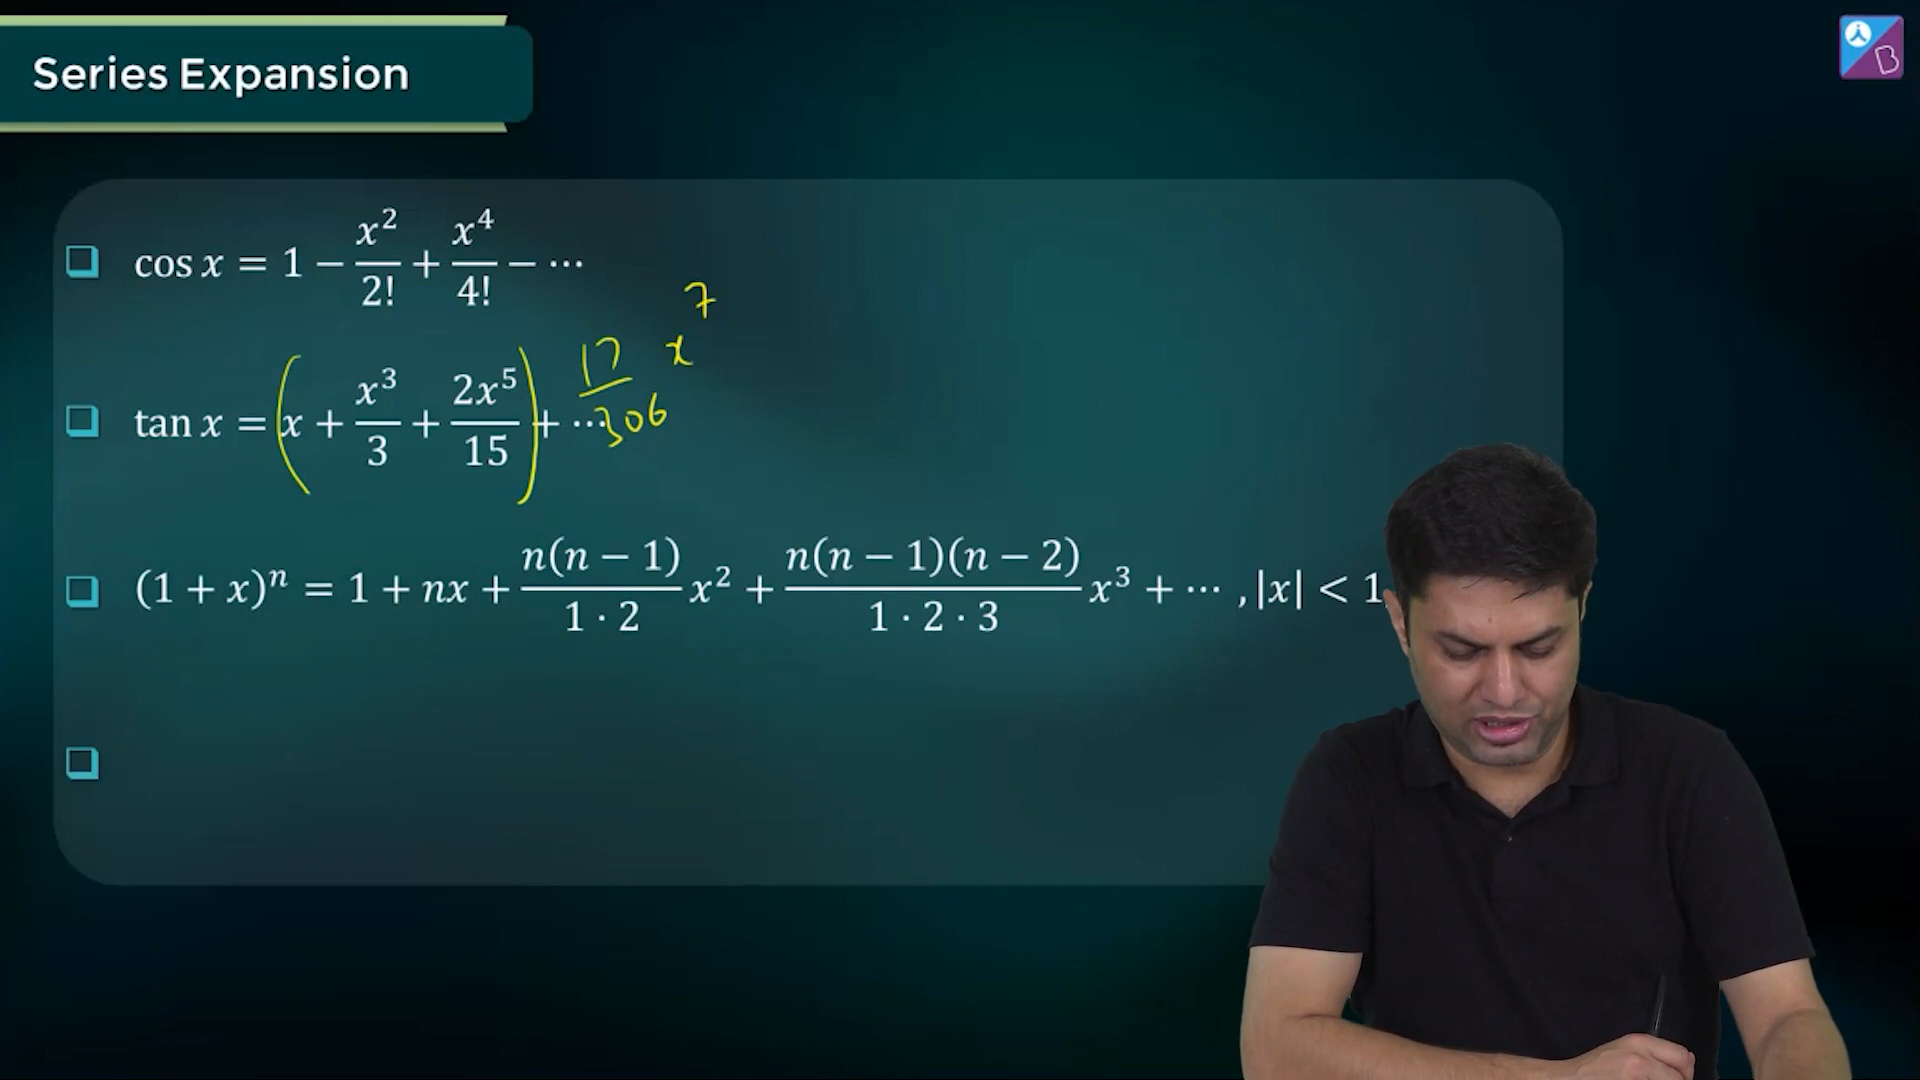 Series Expansion
cos x = 1 − x²/2! + x⁴/4! − ⋯
tan x = (x + x³/3 + 2x⁵/15) + ⋯ 17/306 x⁷
(1 + x)ⁿ = 1 + nx + n(n − 1)/1 · 2 x² + n(n − 1)(n − 2)/1 · 2 · 3 x³ + ⋯ , |x| < 1
B